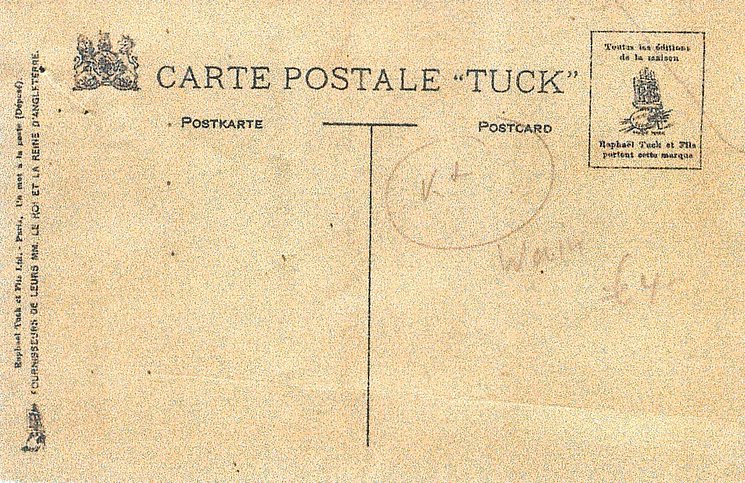 CARTE POSTALE "TUCK"
POSTKARTE
POSTCARD
Toutes les éditions
de la maison
Raphaël Tuck et Fils
portent cette marque
Raphaël Tuck et Fils Ltd. - Paris, Un mot à la poste (Déposé).
FOURNISSEURS DE LEURS MM. LE ROI ET LA REINE D'ANGLETERRE.
V +
£4-